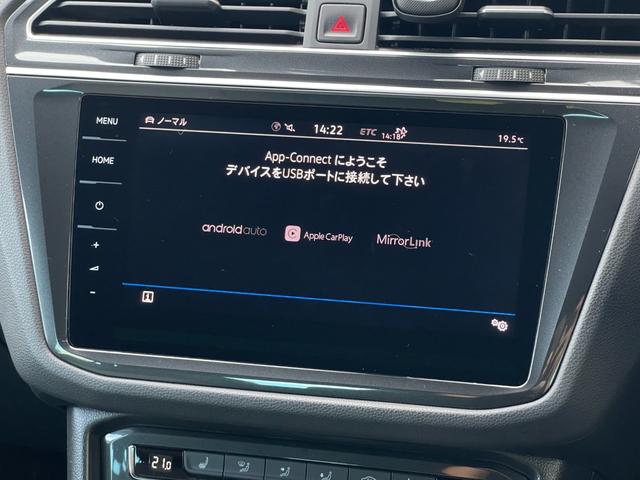 MENU
ノーマル
14:22
ETC
14:18
19.5℃
HOME
App-Connect にようこそ
デバイスをUSBポートに接続して下さい
androidauto
Apple CarPlay
MirrorLink
21.0